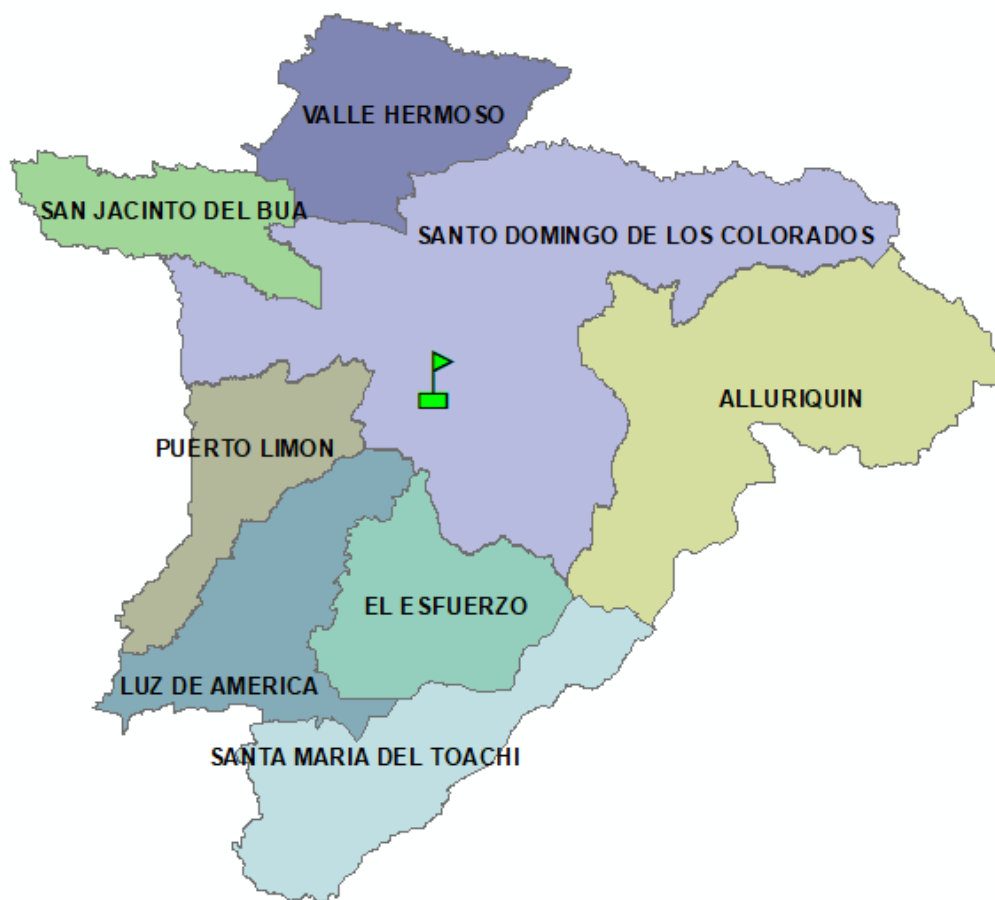 VALLE HERMOSO
SAN JACINTO DEL BUA
SANTO DOMINGO DE LOS COLORADOS
ALLURIQUIN
PUERTO LIMON
EL ESFUERZO
LUZ DE AMERICA
SANTA MARIA DEL TOACHI